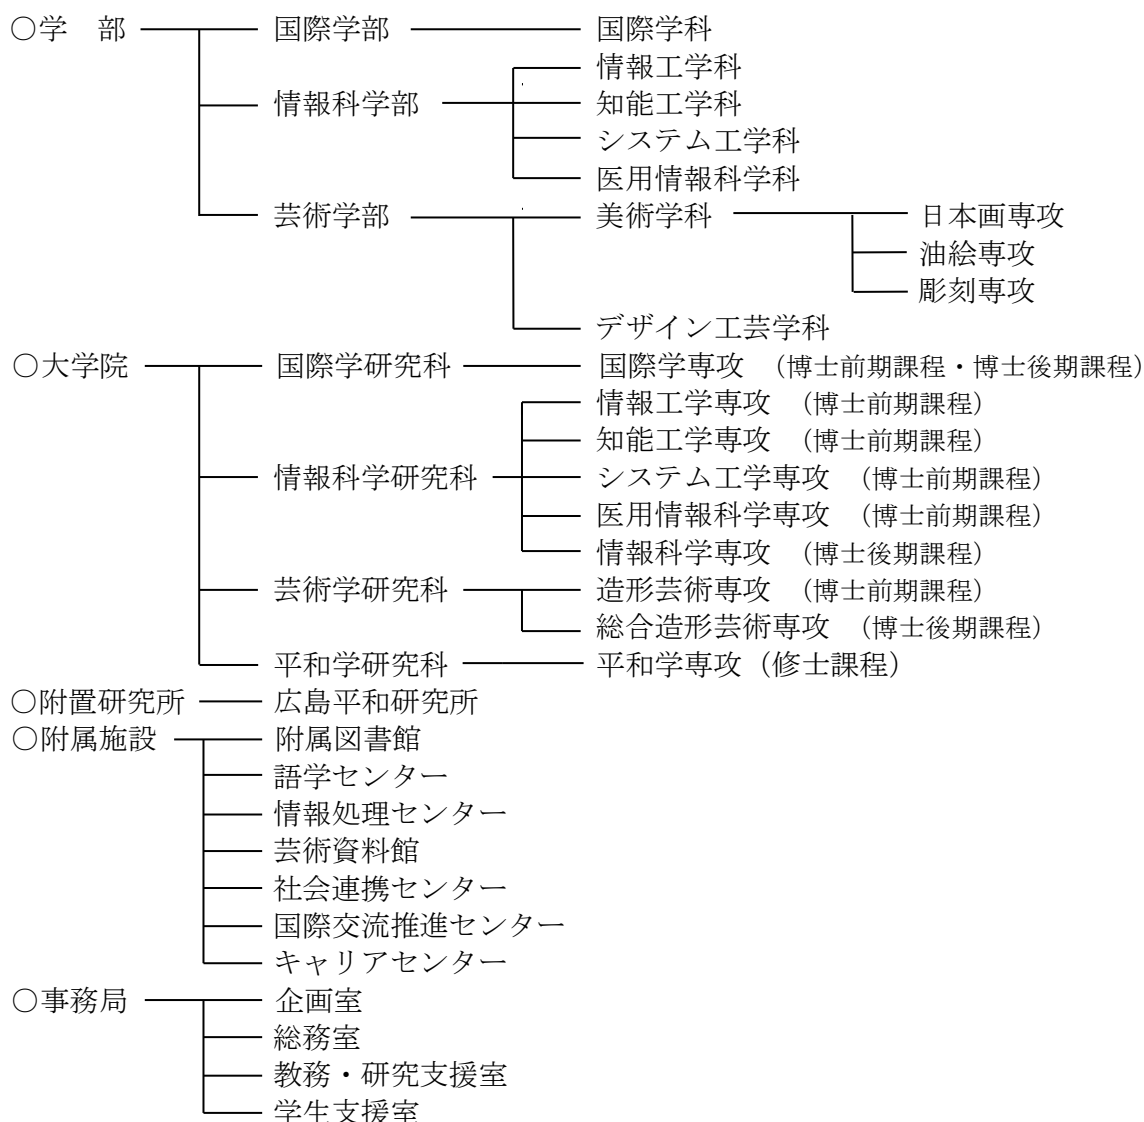 ○学　部　国際学部　国際学科
情報工学科
情報科学部　知能工学科
システム工学科
医用情報科学科
芸術学部　美術学科　日本画専攻
油絵専攻
彫刻専攻
デザイン工芸学科
○大学院　国際学研究科　国際学専攻　（博士前期課程・博士後期課程）
情報工学専攻　（博士前期課程）
知能工学専攻　（博士前期課程）
情報科学研究科　システム工学専攻　（博士前期課程）
医用情報科学専攻　（博士前期課程）
情報科学専攻　（博士後期課程）
芸術学研究科　造形芸術専攻　（博士前期課程）
総合造形芸術専攻　（博士後期課程）
平和学研究科　平和学専攻（修士課程）
○附置研究所　広島平和研究所
○附属施設　附属図書館
語学センター
情報処理センター
芸術資料館
社会連携センター
国際交流推進センター
キャリアセンター
○事務局　企画室
総務室
教務・研究支援室
学生支援室